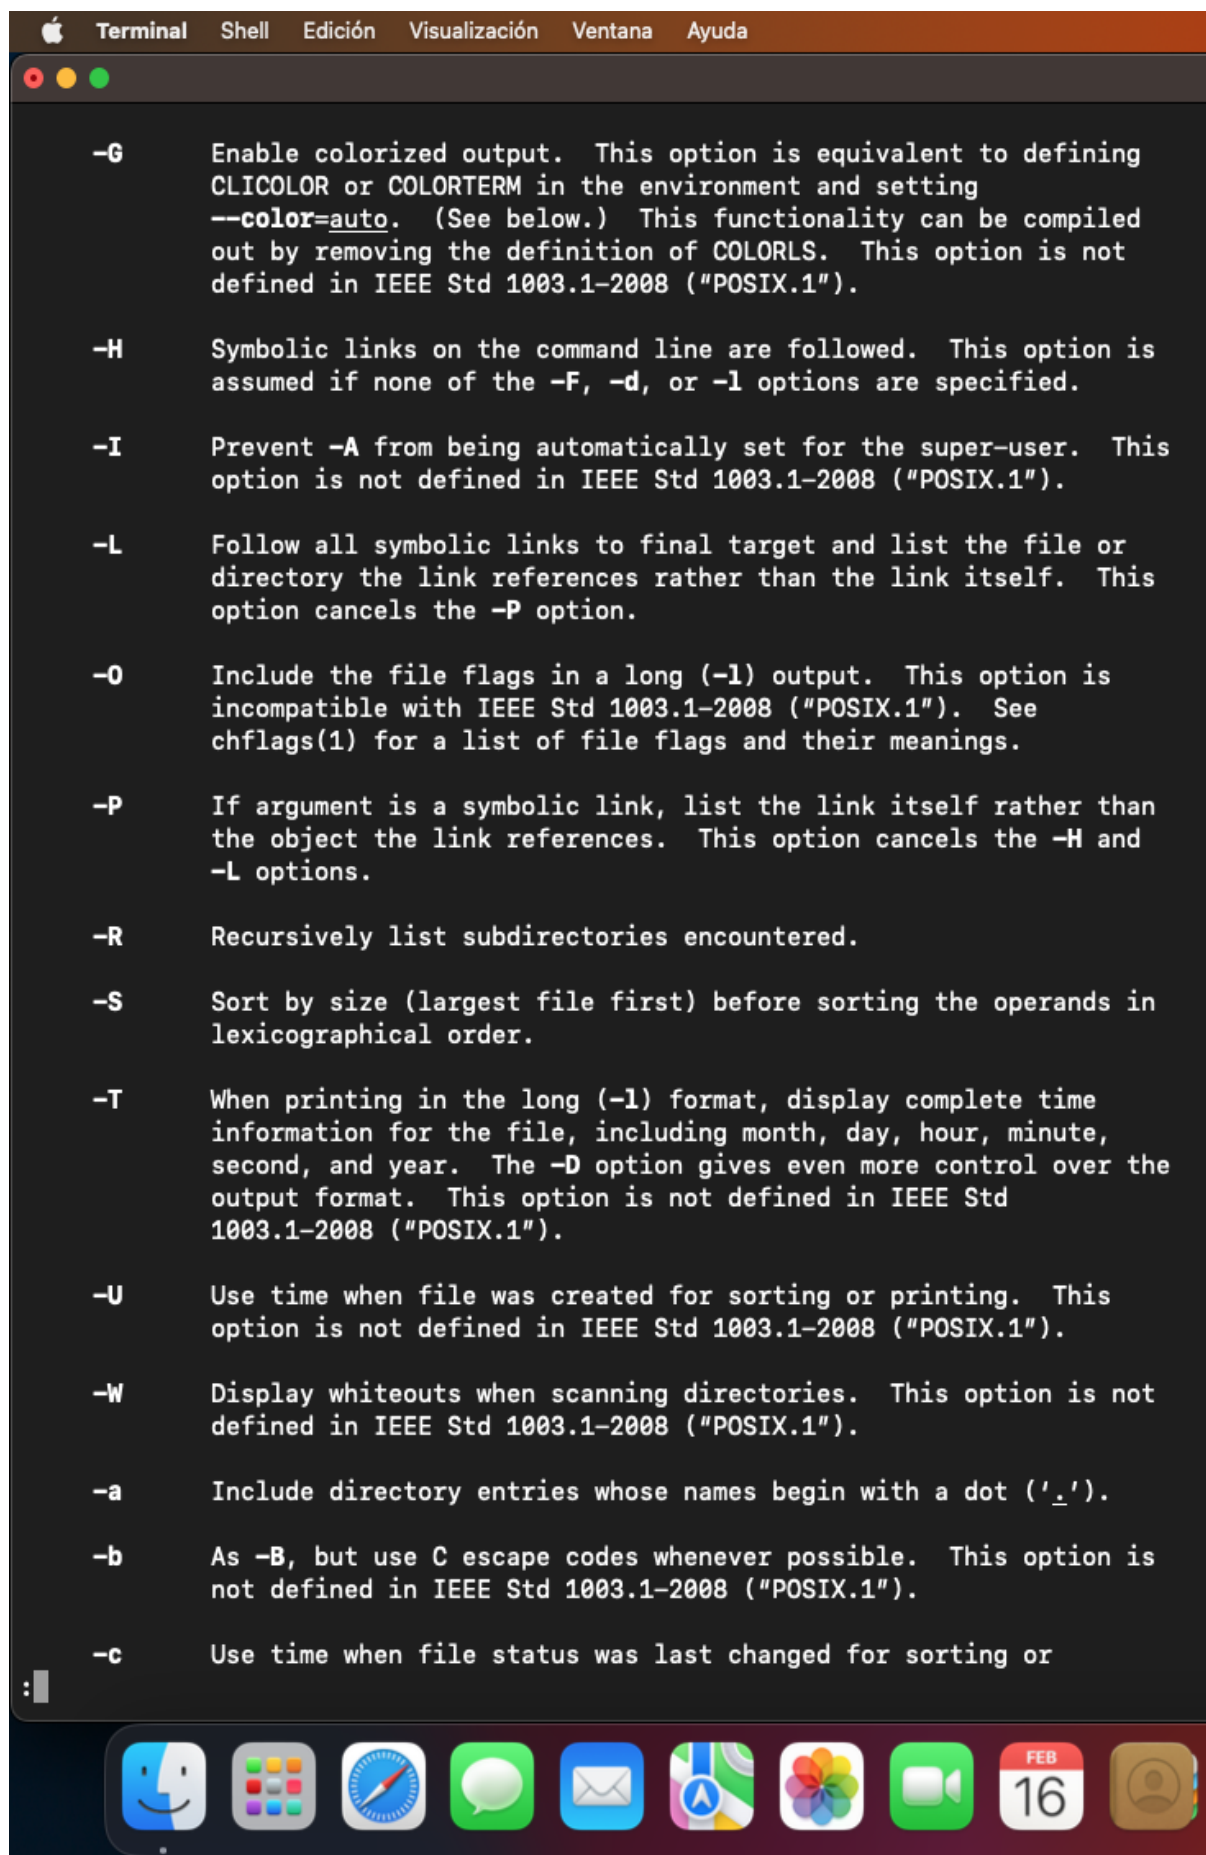 Terminal Shell Edición Visualización Ventana Ayuda
-G Enable colorized output. This option is equivalent to defining
CLICOLOR or COLORTERM in the environment and setting
--color=auto. (See below.) This functionality can be compiled
out by removing the definition of COLORLS. This option is not
defined in IEEE Std 1003.1-2008 ("POSIX.1").
-H Symbolic links on the command line are followed. This option is
assumed if none of the -F, -d, or -l options are specified.
-I Prevent -A from being automatically set for the super-user. This
option is not defined in IEEE Std 1003.1-2008 ("POSIX.1").
-L Follow all symbolic links to final target and list the file or
directory the link references rather than the link itself. This
option cancels the -P option.
-O Include the file flags in a long (-l) output. This option is
incompatible with IEEE Std 1003.1-2008 ("POSIX.1"). See
chflags(1) for a list of file flags and their meanings.
-P If argument is a symbolic link, list the link itself rather than
the object the link references. This option cancels the -H and
-L options.
-R Recursively list subdirectories encountered.
-S Sort by size (largest file first) before sorting the operands in
lexicographical order.
-T When printing in the long (-l) format, display complete time
information for the file, including month, day, hour, minute,
second, and year. The -D option gives even more control over the
output format. This option is not defined in IEEE Std
1003.1-2008 ("POSIX.1").
-U Use time when file was created for sorting or printing. This
option is not defined in IEEE Std 1003.1-2008 ("POSIX.1").
-W Display whiteouts when scanning directories. This option is not
defined in IEEE Std 1003.1-2008 ("POSIX.1").
-a Include directory entries whose names begin with a dot ('.').
-b As -B, but use C escape codes whenever possible. This option is
not defined in IEEE Std 1003.1-2008 ("POSIX.1").
-c Use time when file status was last changed for sorting or
:
FEB
16